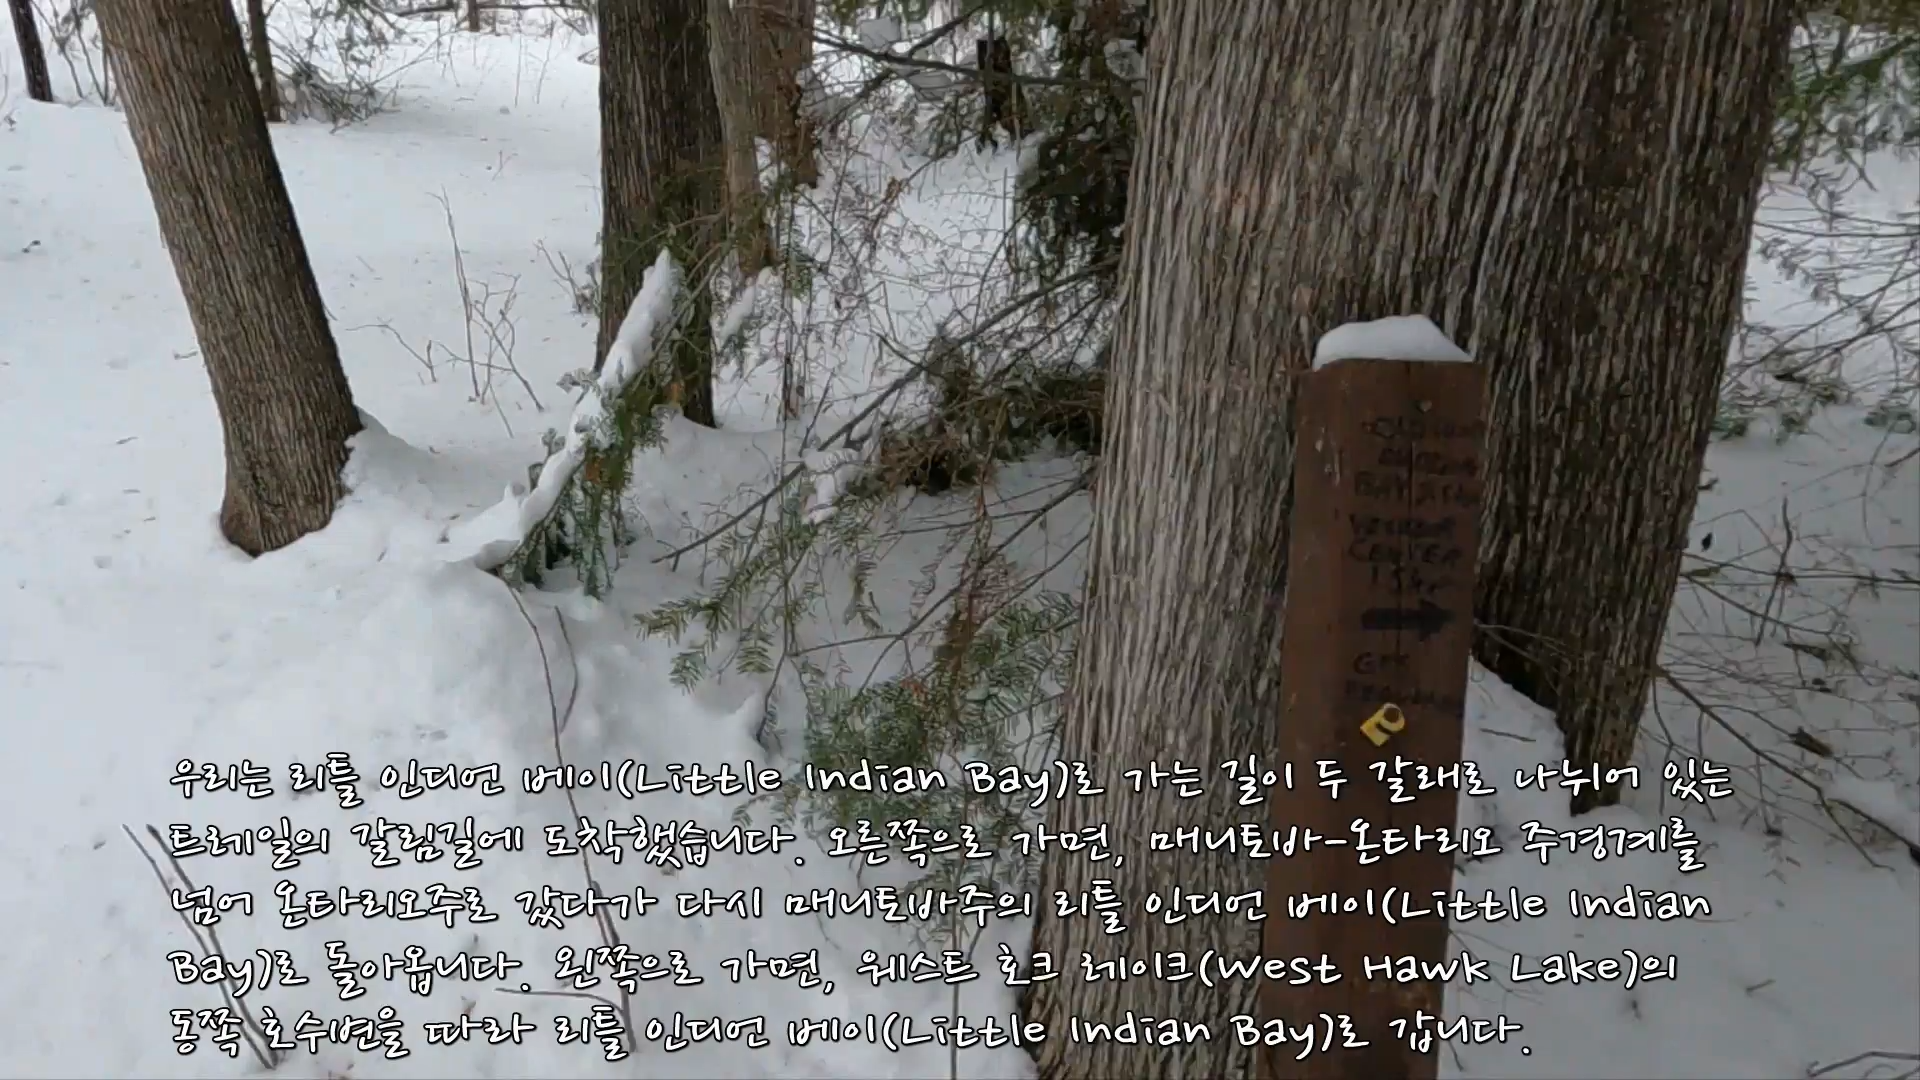 BAY
CENTER
우리는 리틀 인디언 베이(Little Indian Bay)로 가는 길이 두 갈래로 나뉘어 있는
트레일의 갈림길에 도착했습니다. 오른쪽으로 가면, 매니토바-온타리오 주경계를
넘어 온타리오주로 갔다가 다시 매니토바주의 리틀 인디언 베이(Little Indian
Bay)로 돌아옵니다. 왼쪽으로 가면, 웨스트 호크 레이크(West Hawk Lake)의
동쪽 호수변을 따라 리틀 인디언 베이(Little Indian Bay)로 갑니다.